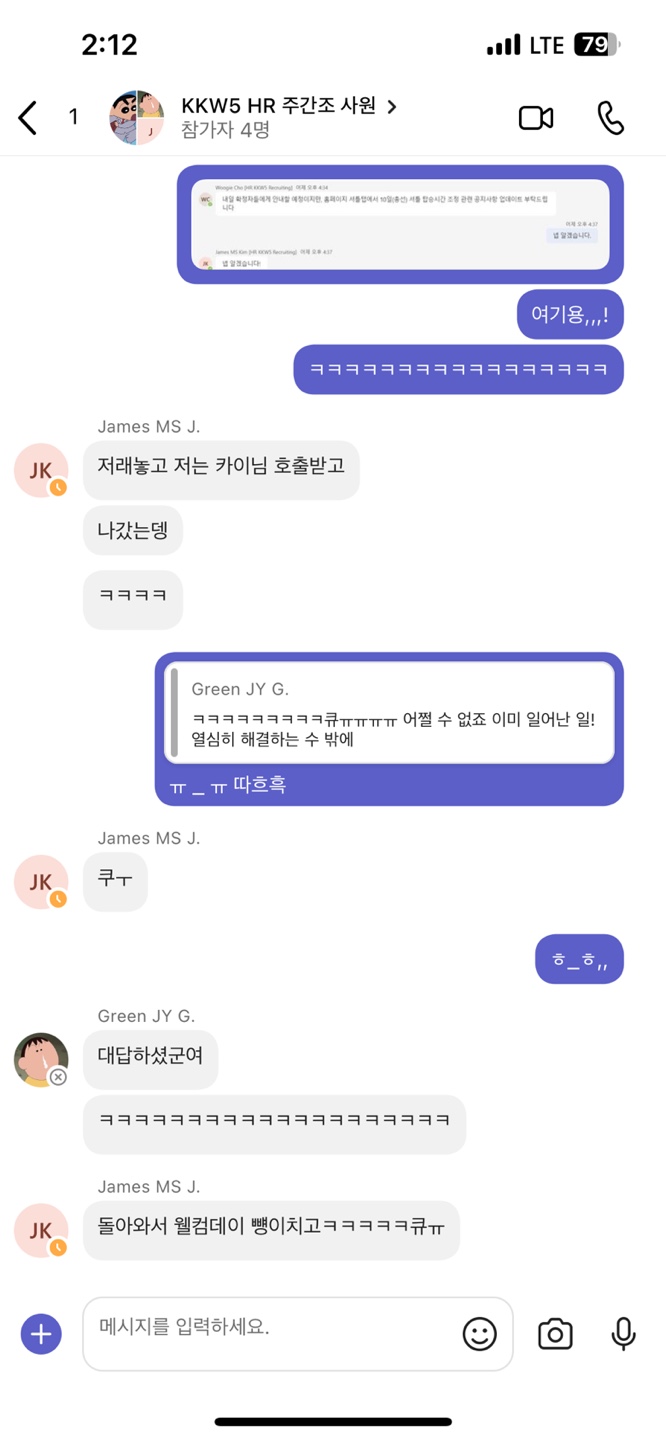 2:12
LTE 79
1
KKW5 HR 주간조 사원
참가자 4명
J
Woogie Cho [HR KKW5 Recruiting] 어제 오후 4:34
WC
내일 확정자들에게 안내할 예정이지만, 홈페이지 셔틀탭에서 10일(총선) 셔틀 탑승시간 조정 관련 공지사항 업데이트 부탁드립
니다
어제 오후 4:37
넵 알겠습니다.
James MS Kim [HR KKW5 Recruiting] 어제 오후 4:37
JK
넵 알겠습니다!
여기용,,,!
ㅋㅋㅋㅋㅋㅋㅋㅋㅋㅋㅋㅋㅋㅋㅋㅋㅋ
James MS J.
JK
저래놓고 저는 카이님 호출받고
나갔는뎅
ㅋㅋㅋㅋ
Green JY G.
ㅋㅋㅋㅋㅋㅋㅋㅋㅋ큐ㅠㅠㅠㅠ 어쩔 수 없죠 이미 일어난 일!
열심히 해결하는 수 밖에
ㅠ _ ㅠ 따흐흑
James MS J.
JK
쿠ㅜ
ㅎ_ㅎ,,
Green JY G.
대답하셨군여
ㅋㅋㅋㅋㅋㅋㅋㅋㅋㅋㅋㅋㅋㅋㅋㅋㅋㅋㅋㅋ
James MS J.
JK
돌아와서 웰컴데이 뺑이치고ㅋㅋㅋㅋㅋ큐ㅠ
메시지를 입력하세요.